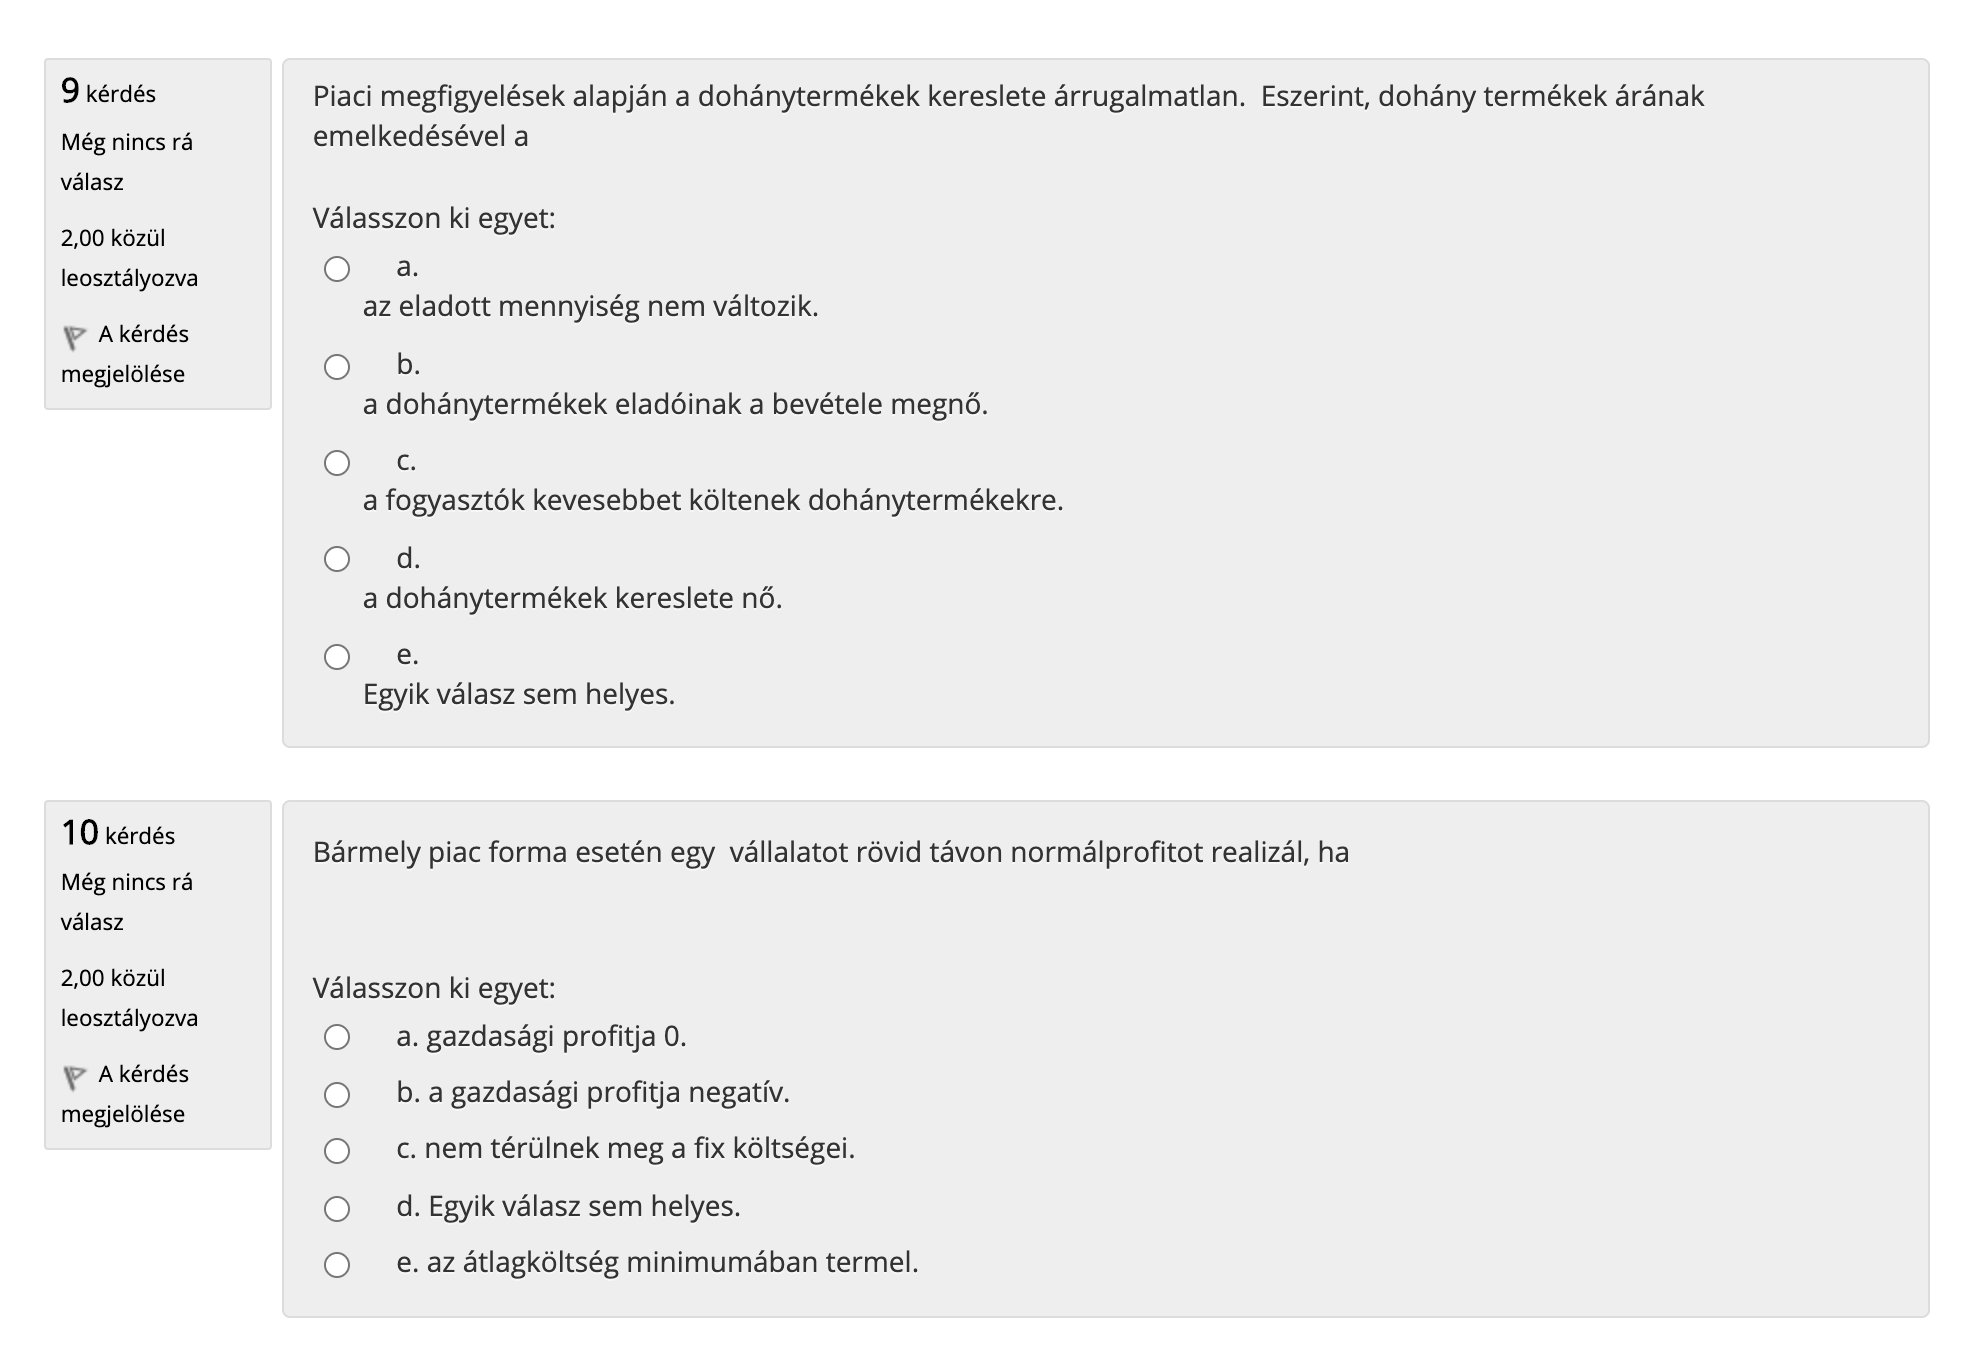 9 kérdés
Még nincs rá
válasz
2,00 közül
leosztályozva
A kérdés
megjelölése
Piaci megfigyelések alapján a dohánytermékek kereslete árrugalmatlan.  Eszerint, dohány termékek árának
emelkedésével a
Válasszon ki egyet:
a.
az eladott mennyiség nem változik.
b.
a dohánytermékek eladóinak a bevétele megnő.
c.
a fogyasztók kevesebbet költenek dohánytermékekre.
d.
a dohánytermékek kereslete nő.
e.
Egyik válasz sem helyes.
10 kérdés
Még nincs rá
válasz
2,00 közül
leosztályozva
A kérdés
megjelölése
Bármely piac forma esetén egy  vállalatot rövid távon normálprofitot realizál, ha
Válasszon ki egyet:
a. gazdasági profitja 0.
b. a gazdasági profitja negatív.
c. nem térülnek meg a fix költségei.
d. Egyik válasz sem helyes.
e. az átlagköltség minimumában termel.